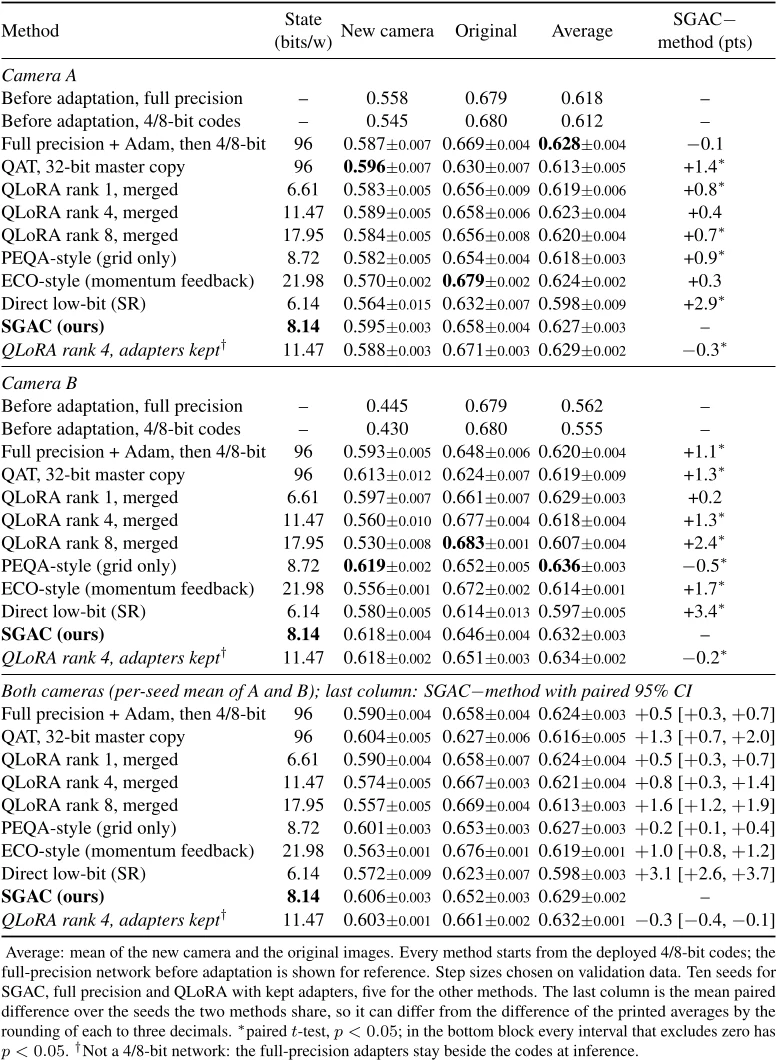 Method State (bits/w) New camera Original Average SGAC− method (pts)
Camera A
Before adaptation, full precision – 0.558 0.679 0.618 –
Before adaptation, 4/8-bit codes – 0.545 0.680 0.612 –
Full precision + Adam, then 4/8-bit 96 0.587±0.007 0.669±0.004 0.628±0.004 −0.1
QAT, 32-bit master copy 96 0.596±0.007 0.630±0.007 0.613±0.005 +1.4*
QLoRA rank 1, merged 6.61 0.583±0.005 0.656±0.009 0.619±0.006 +0.8*
QLoRA rank 4, merged 11.47 0.589±0.005 0.658±0.006 0.623±0.004 +0.4
QLoRA rank 8, merged 17.95 0.584±0.005 0.656±0.008 0.620±0.004 +0.7*
PEQA-style (grid only) 8.72 0.582±0.005 0.654±0.004 0.618±0.003 +0.9*
ECO-style (momentum feedback) 21.98 0.570±0.002 0.679±0.002 0.624±0.002 +0.3
Direct low-bit (SR) 6.14 0.564±0.015 0.632±0.007 0.598±0.009 +2.9*
SGAC (ours) 8.14 0.595±0.003 0.658±0.004 0.627±0.003 –
QLoRA rank 4, adapters kept† 11.47 0.588±0.003 0.671±0.003 0.629±0.002 −0.3*
Camera B
Before adaptation, full precision – 0.445 0.679 0.562 –
Before adaptation, 4/8-bit codes – 0.430 0.680 0.555 –
Full precision + Adam, then 4/8-bit 96 0.593±0.005 0.648±0.006 0.620±0.004 +1.1*
QAT, 32-bit master copy 96 0.613±0.012 0.624±0.007 0.619±0.009 +1.3*
QLoRA rank 1, merged 6.61 0.597±0.007 0.661±0.007 0.629±0.003 +0.2
QLoRA rank 4, merged 11.47 0.560±0.010 0.677±0.004 0.618±0.004 +1.3*
QLoRA rank 8, merged 17.95 0.530±0.008 0.683±0.001 0.607±0.004 +2.4*
PEQA-style (grid only) 8.72 0.619±0.002 0.652±0.005 0.636±0.003 −0.5*
ECO-style (momentum feedback) 21.98 0.556±0.001 0.672±0.002 0.614±0.001 +1.7*
Direct low-bit (SR) 6.14 0.580±0.005 0.614±0.013 0.597±0.005 +3.4*
SGAC (ours) 8.14 0.618±0.004 0.646±0.004 0.632±0.003 –
QLoRA rank 4, adapters kept† 11.47 0.618±0.002 0.651±0.003 0.634±0.002 −0.2*
Both cameras (per-seed mean of A and B); last column: SGAC−method with paired 95% CI
Full precision + Adam, then 4/8-bit 96 0.590±0.004 0.658±0.004 0.624±0.003 +0.5 [+0.3, +0.7]
QAT, 32-bit master copy 96 0.604±0.005 0.627±0.006 0.616±0.005 +1.3 [+0.7, +2.0]
QLoRA rank 1, merged 6.61 0.590±0.004 0.658±0.007 0.624±0.004 +0.5 [+0.3, +0.7]
QLoRA rank 4, merged 11.47 0.574±0.005 0.667±0.003 0.621±0.004 +0.8 [+0.3, +1.4]
QLoRA rank 8, merged 17.95 0.557±0.005 0.669±0.004 0.613±0.003 +1.6 [+1.2, +1.9]
PEQA-style (grid only) 8.72 0.601±0.003 0.653±0.003 0.627±0.003 +0.2 [+0.1, +0.4]
ECO-style (momentum feedback) 21.98 0.563±0.001 0.676±0.001 0.619±0.001 +1.0 [+0.8, +1.2]
Direct low-bit (SR) 6.14 0.572±0.009 0.623±0.007 0.598±0.003 +3.1 [+2.6, +3.7]
SGAC (ours) 8.14 0.606±0.003 0.652±0.003 0.629±0.002 –
QLoRA rank 4, adapters kept† 11.47 0.603±0.001 0.661±0.002 0.632±0.001 −0.3 [−0.4, −0.1]
Average: mean of the new camera and the original images. Every method starts from the deployed 4/8-bit codes; the
full-precision network before adaptation is shown for reference. Step sizes chosen on validation data. Ten seeds for
SGAC, full precision and QLoRA with kept adapters, five for the other methods. The last column is the mean paired
difference over the seeds the two methods share, so it can differ from the difference of the printed averages by the
rounding of each to three decimals. *paired t-test, p < 0.05; in the bottom block every interval that excludes zero has
p < 0.05. †Not a 4/8-bit network: the full-precision adapters stay beside the codes at inference.